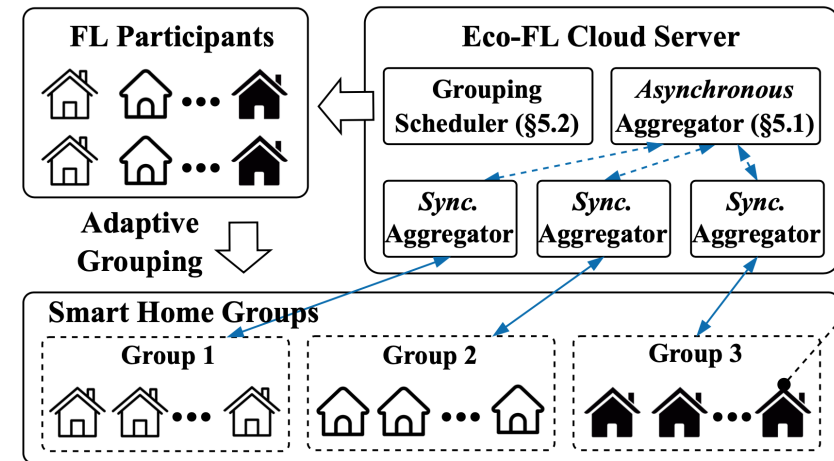 FL Participants
Eco-FL Cloud Server
Grouping
Scheduler (§5.2)
Asynchronous
Aggregator (§5.1)
Sync.
Aggregator
Sync.
Aggregator
Sync.
Aggregator
Adaptive
Grouping
Smart Home Groups
Group 1
Group 2
Group 3